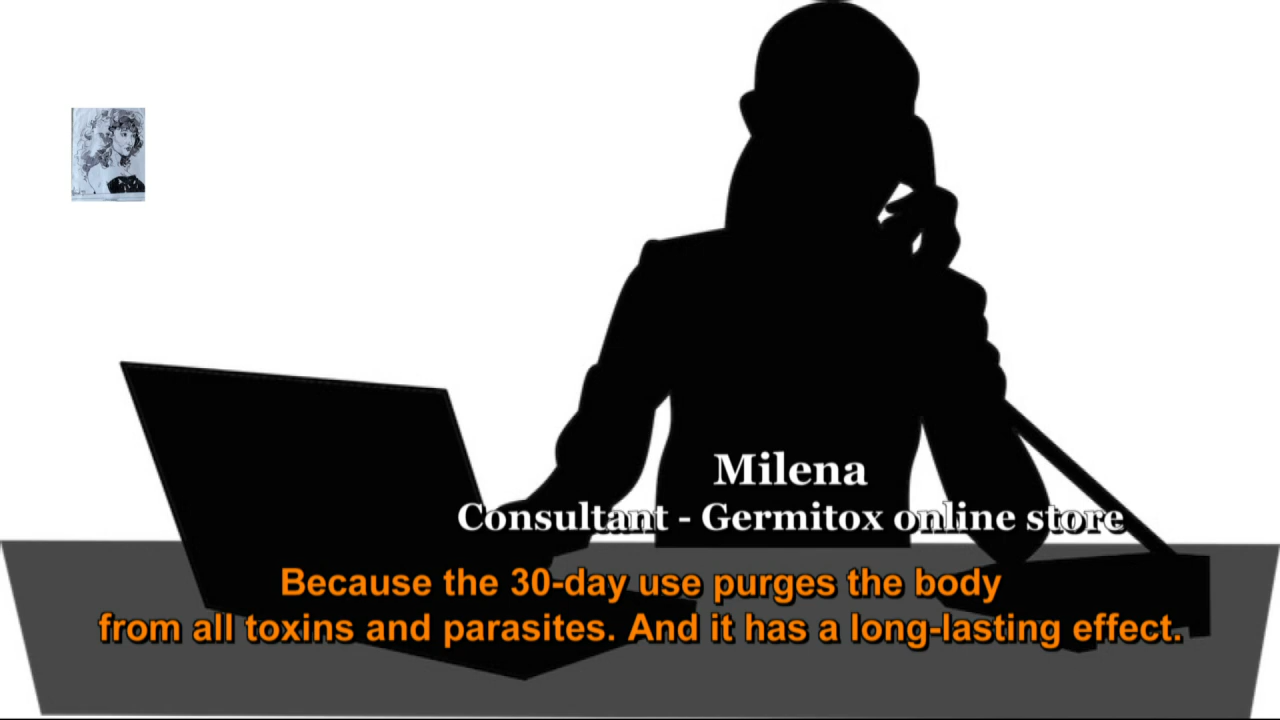 Milena
Consultant - Germitox online store
Because the 30-day use purges the body
from all toxins and parasites. And it has a long-lasting effect.